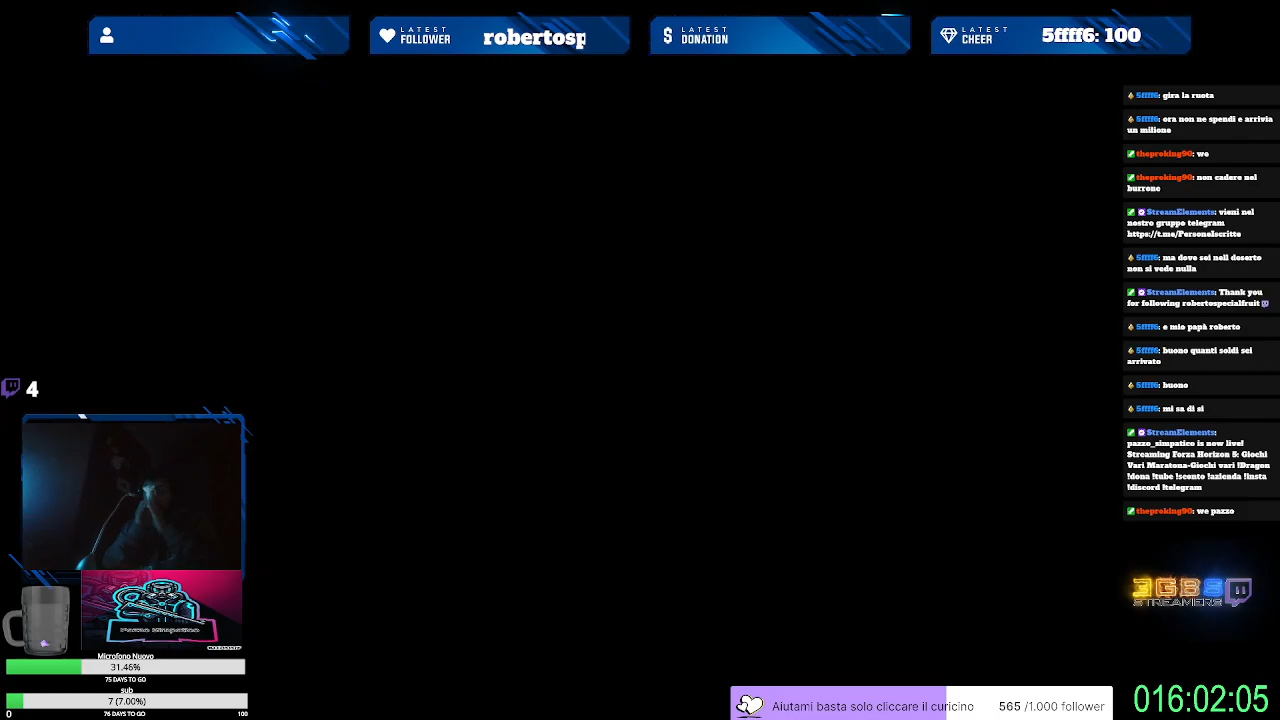 LATEST
FOLLOWER
robertosp
LATEST
DONATION
LATEST
CHEER
5ffff6: 100
5ffff6: gira la ruota
5ffff6: ora non ne spendi e arrivia
un milione
theproking90: we
theproking90: non cadere nel
burrone
StreamElements: vieni nel
nostro gruppo telegram
https://t.me/PersonoIscritto
5ffff6: ma dove sei nell deserto
non si vede nulla
StreamElements: Thank you
for following robertospecialfruit
5ffff6: e mio papà roberto
5ffff6: buono quanti soldi sei
arrivato
5ffff6: buono
5ffff6: mi sa di si
StreamElements:
pazzo_simpatico is now live!
Streaming Forza Horizon 5: Giochi
Vari Maratona-Giochi vari !Dragon
!dona !tube !sconto !azienda !insta
!discord !telegram
theproking90: we pazzo
4
3GBS
STREAMERS
Pazzo Simpatico
Microfono Nuovo
31.46%
75 DAYS TO GO
sub
7 (7.00%)
0
76 DAYS TO GO
100
Aiutami basta solo cliccare il curicino
565 /1.000 follower
016:02:05